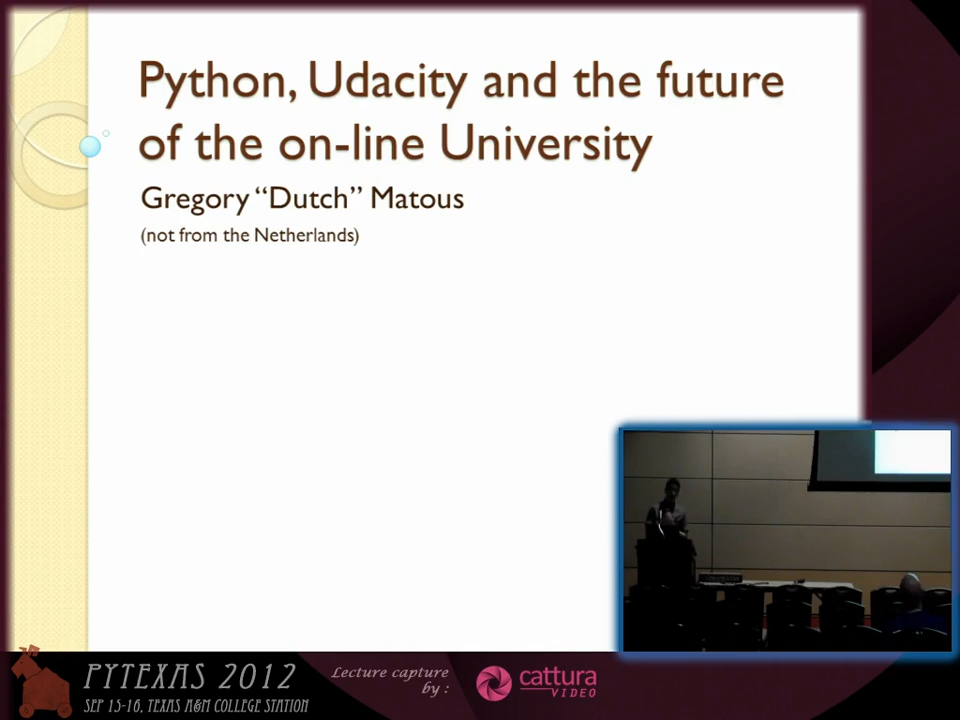 Python, Udacity and the future
of the on-line University
Gregory “Dutch” Matous
(not from the Netherlands)
PYTEXAS 2012
SEP 15-16, TEXAS A&M COLLEGE STATION
Lecture capture
by :
cattura
VIDEO